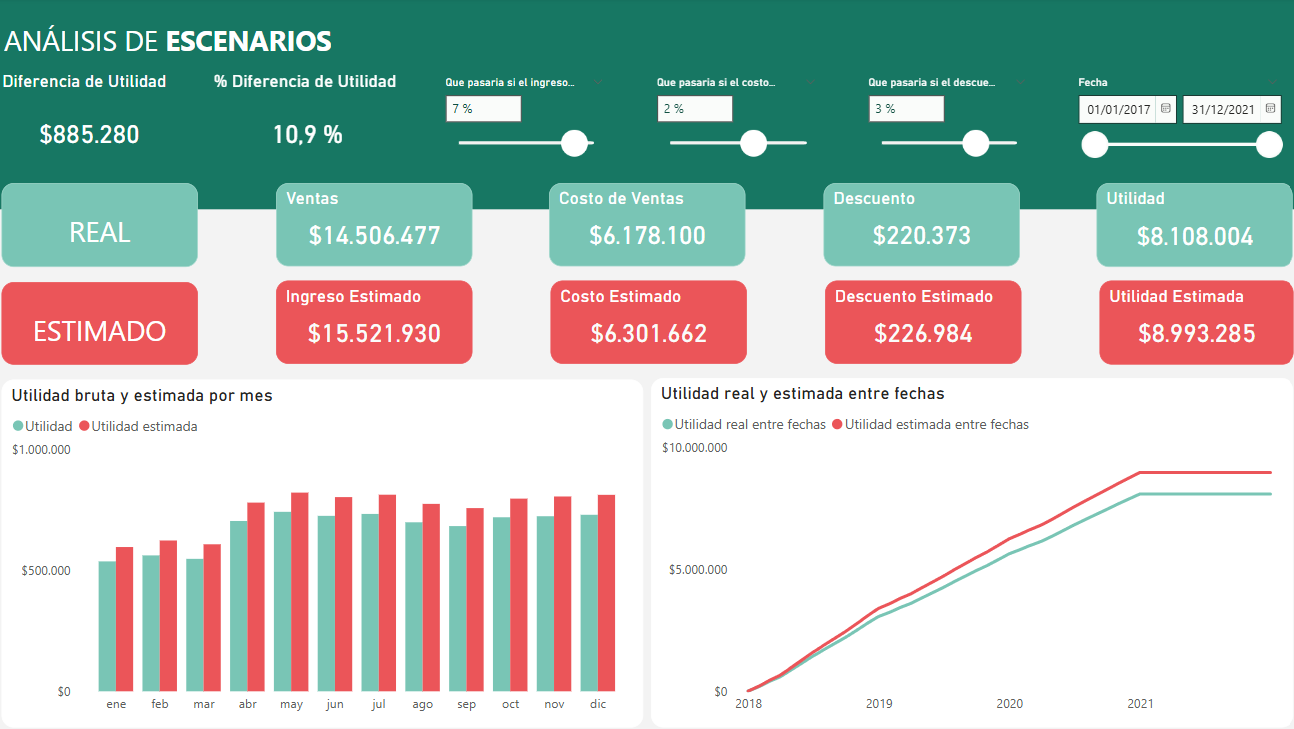 ANÁLISIS DE ESCENARIOS
Diferencia de Utilidad
$885.280
% Diferencia de Utilidad
10,9 %
Que pasaria si el ingreso...
7 %
Que pasaria si el costo...
2 %
Que pasaria si el descue...
3 %
Fecha
01/01/2017
31/12/2021
REAL
Ventas
$14.506.477
Costo de Ventas
$6.178.100
Descuento
$220.373
Utilidad
$8.108.004
ESTIMADO
Ingreso Estimado
$15.521.930
Costo Estimado
$6.301.662
Descuento Estimado
$226.984
Utilidad Estimada
$8.993.285
Utilidad bruta y estimada por mes
Utilidad Utilidad estimada
$1.000.000
$500.000
$0
ene feb mar abr may jun jul ago sep oct nov dic
Utilidad real y estimada entre fechas
Utilidad real entre fechas Utilidad estimada entre fechas
$10.000.000
$5.000.000
$0
2018 2019 2020 2021